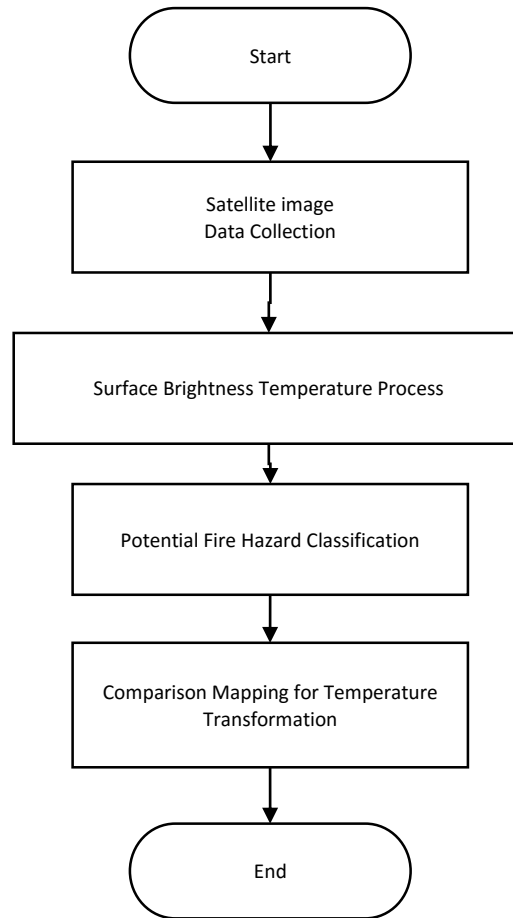 Start
Satellite image
Data Collection
Surface Brightness Temperature Process
Potential Fire Hazard Classification
Comparison Mapping for Temperature
Transformation
End